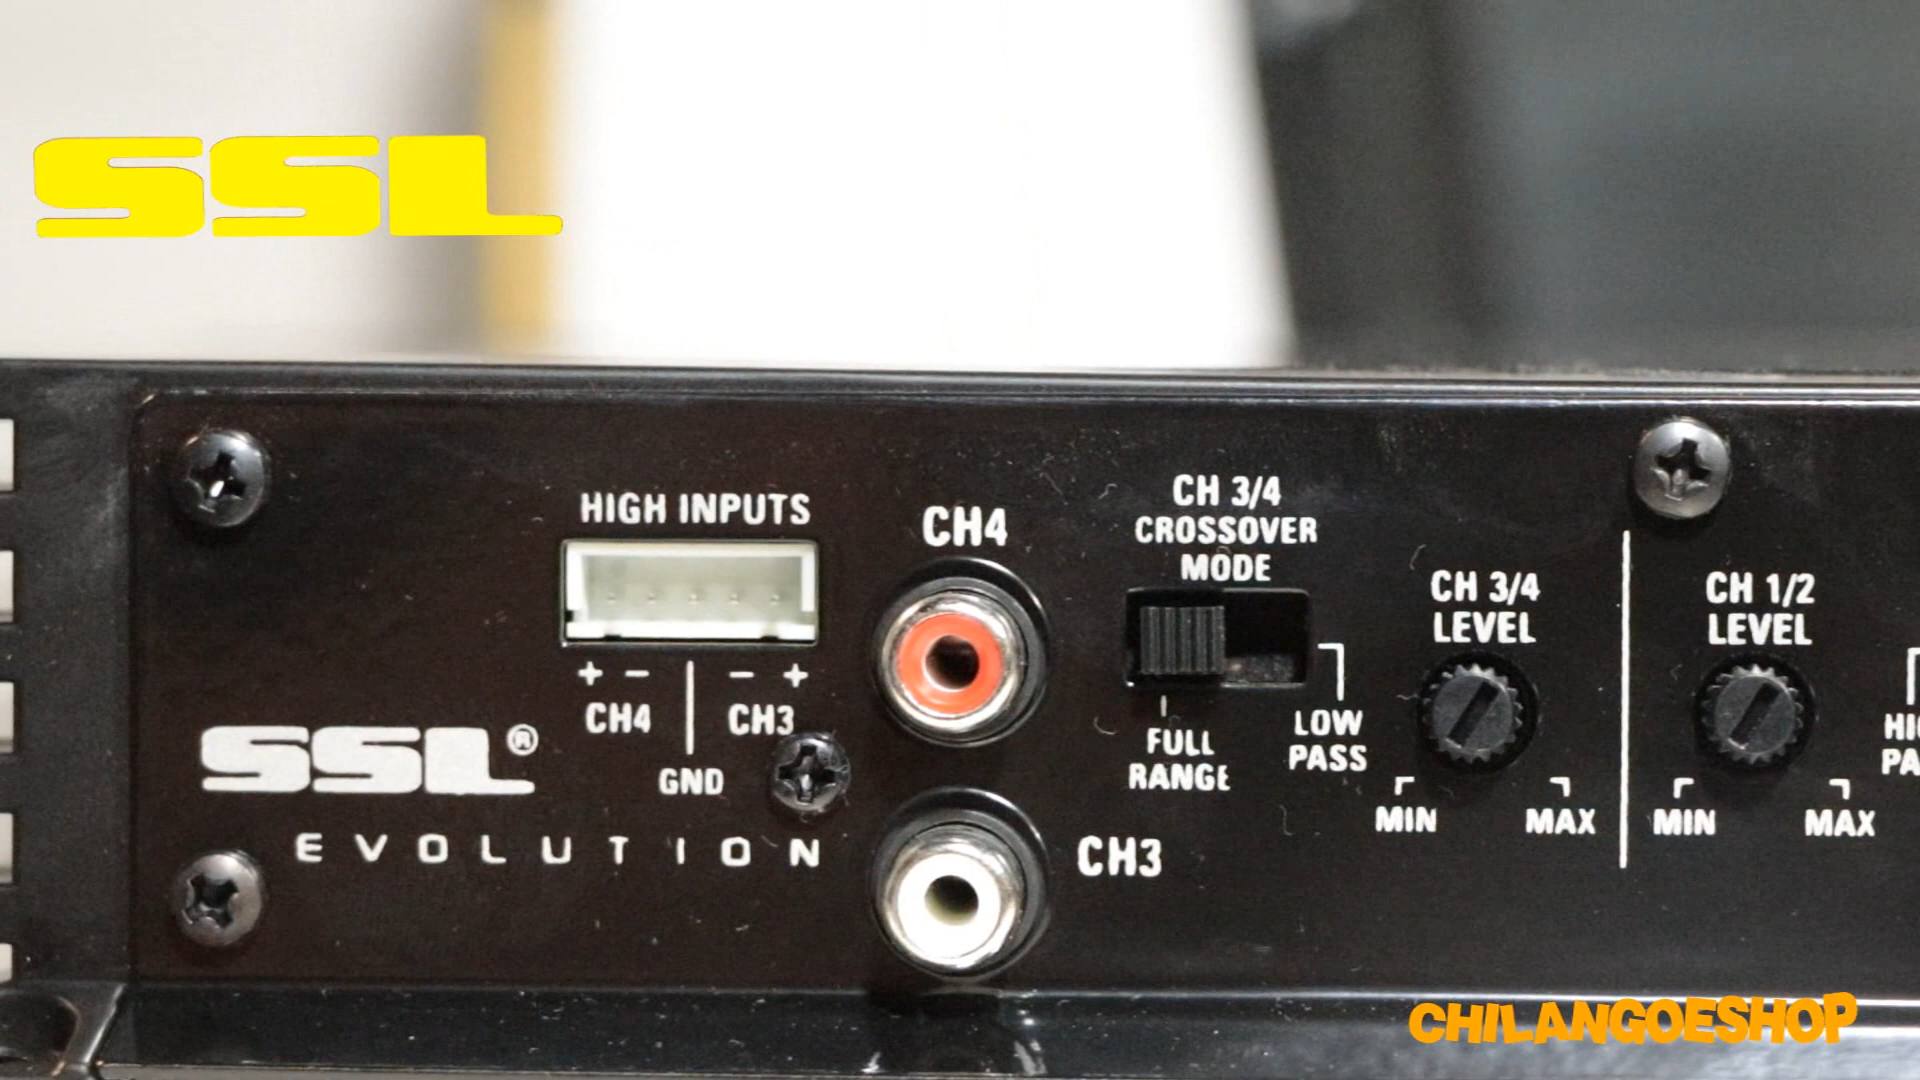 SSL
HIGH INPUTS
+ - - +
CH4 CH3
GND
SSL®
EVOLUTION
CH4
CH3
CH 3/4
CROSSOVER
MODE
FULL
RANGE
LOW
PASS
CH 3/4
LEVEL
MIN MAX
CH 1/2
LEVEL
MIN MAX
CHILANGOESHOP